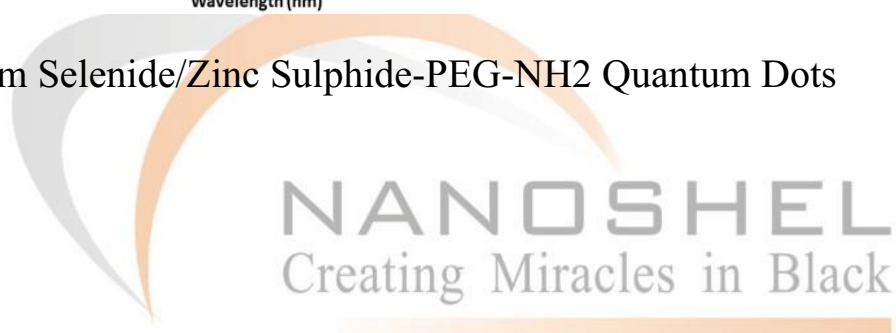 Wavelength (nm)
m Selenide/Zinc Sulphide-PEG-NH2 Quantum Dots
NANOSHEL
Creating Miracles in Black